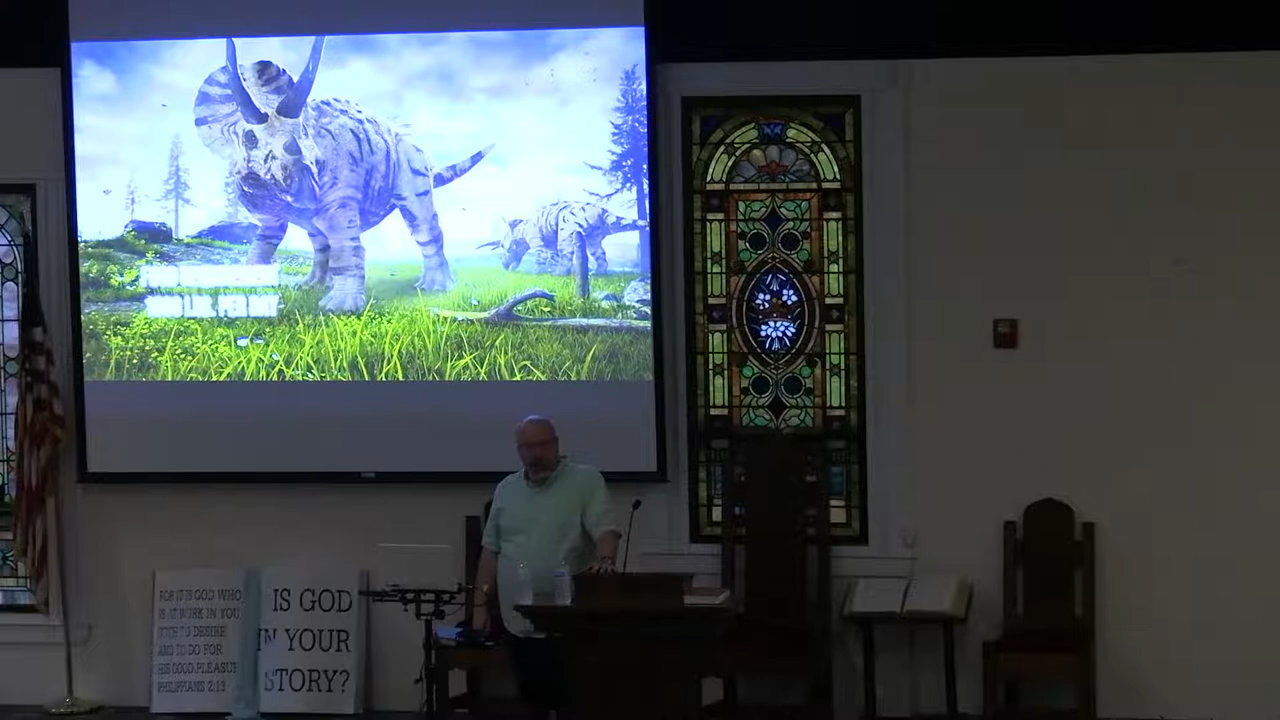 FOR IT IS GOD WHO
IS AT WORK IN YOU
BOTH TO DESIRE
AND TO DO FOR
HIS GOOD PLEASUR
PHILIPPIANS 2:13
IS GOD
IN YOUR
STORY?